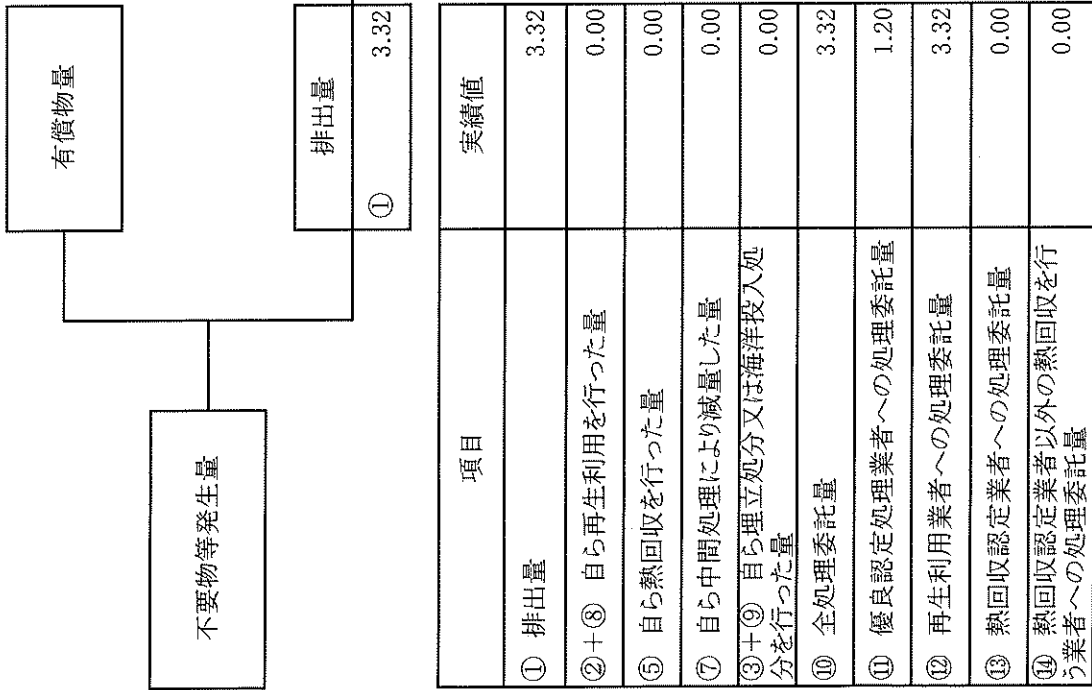 不要物等発生量
有償物量
排出量
① 3.32
項目 実績値
① 排出量 3.32
②+⑧ 自ら再生利用を行った量 0.00
⑤ 自ら熱回収を行った量 0.00
⑦ 自ら中間処理により減量した量 0.00
③+⑨ 自ら埋立処分又は海洋投入処
分を行った量 0.00
⑩ 全処理委託量 3.32
⑪ 優良認定処理業者への処理委託量 1.20
⑫ 再生利用業者への処理委託量 3.32
⑬ 熱回収認定業者への処理委託量 0.00
⑭ 熱回収認定業者以外の熱回収を行
う業者への処理委託量 0.00